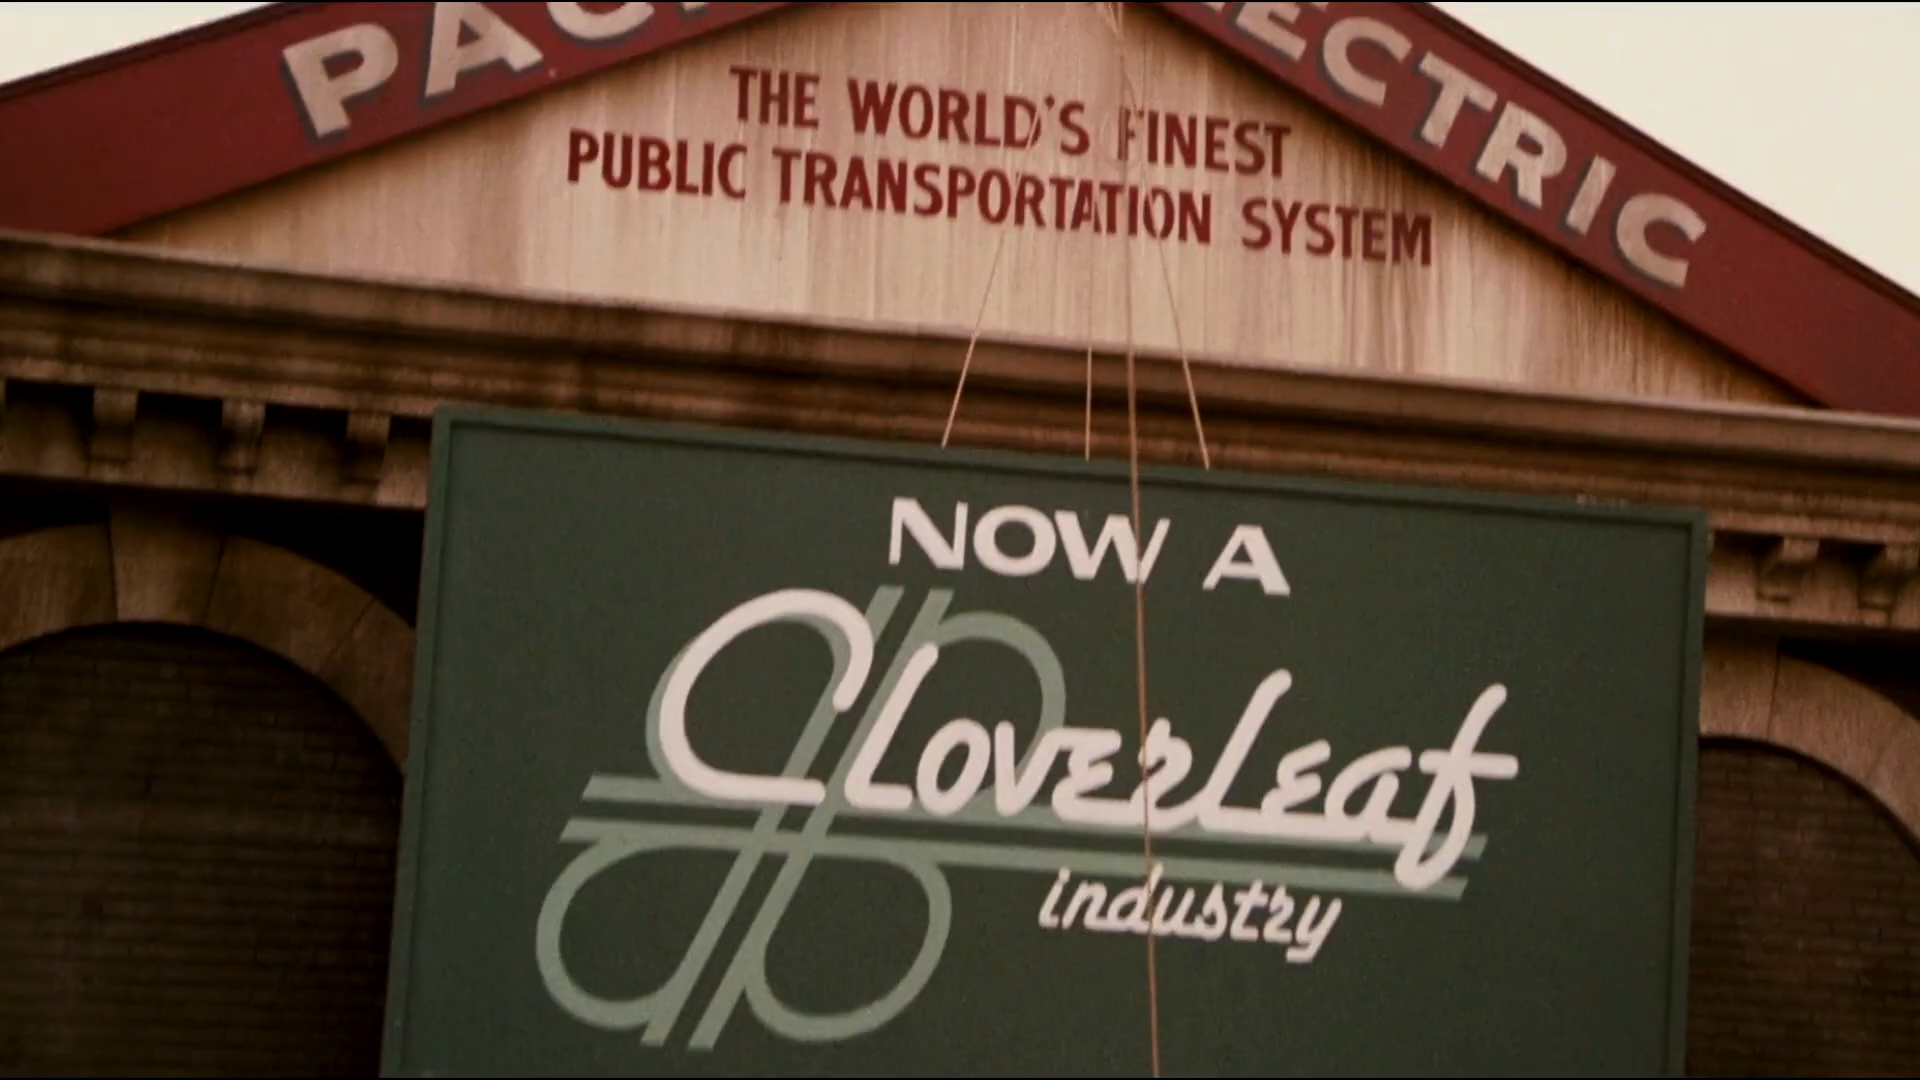 PAC ECTRIC
THE WORLD'S FINEST
PUBLIC TRANSPORTATION SYSTEM
NOW A
Cloverleaf
industry